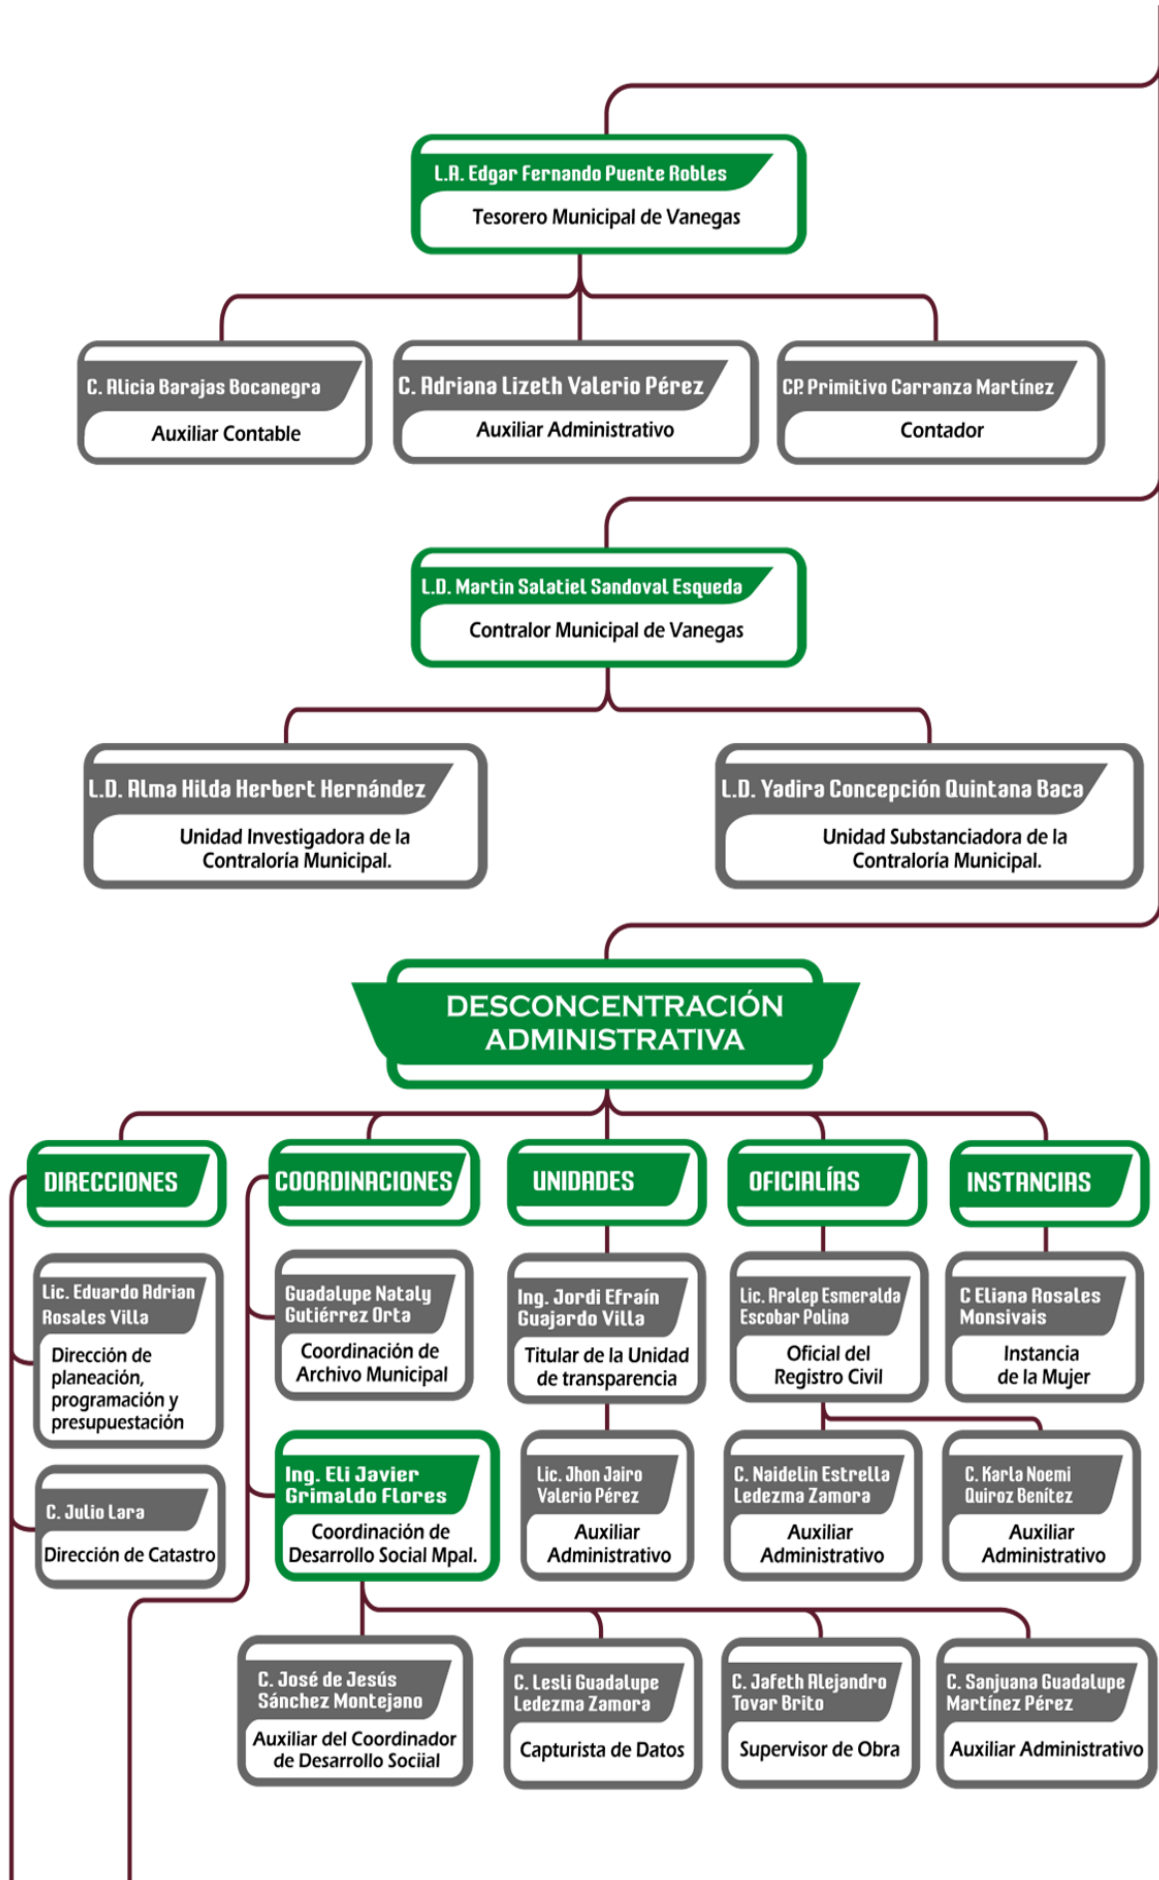 L.A. Edgar Fernando Puente Robles
Tesorero Municipal de Vanegas
C. Alicia Barajas Bocanegra
Auxiliar Contable
C. Adriana Lizeth Valerio Pérez
Auxiliar Administrativo
CP. Primitivo Carranza Martínez
Contador
L.D. Martin Salatiel Sandoval Esqueda
Contralor Municipal de Vanegas
L.D. Alma Hilda Herbert Hernández
Unidad Investigadora de la
Contraloría Municipal.
L.D. Yadira Concepción Quintana Baca
Unidad Substanciadora de la
Contraloría Municipal.
DESCONCENTRACIÓN
ADMINISTRATIVA
DIRECCIONES
COORDINACIONES
UNIDADES
OFICIALÍAS
INSTANCIAS
Lic. Eduardo Adrian
Rosales Villa
Dirección de
planeación,
programación y
presupuestación
Guadalupe Nataly
Gutiérrez Orta
Coordinación de
Archivo Municipal
Ing. Jordi Efraín
Guajardo Villa
Titular de la Unidad
de transparencia
Lic. Aralep Esmeralda
Escobar Polina
Oficial del
Registro Civil
C Eliana Rosales
Monsivais
Instancia
de la Mujer
C. Julio Lara
Dirección de Catastro
Ing. Eli Javier
Grimaldo Flores
Coordinación de
Desarrollo Social Mpal.
Lic. Jhon Jairo
Valerio Pérez
Auxiliar
Administrativo
C. Naidelin Estrella
Ledezma Zamora
Auxiliar
Administrativo
C. Karla Noemi
Quiroz Benítez
Auxiliar
Administrativo
C. José de Jesús
Sánchez Montejano
Auxiliar del Coordinador
de Desarrollo Sociial
C. Lesli Guadalupe
Ledezma Zamora
Capturista de Datos
C. Jafeth Alejandro
Tovar Brito
Supervisor de Obra
C. Sanjuana Guadalupe
Martínez Pérez
Auxiliar Administrativo